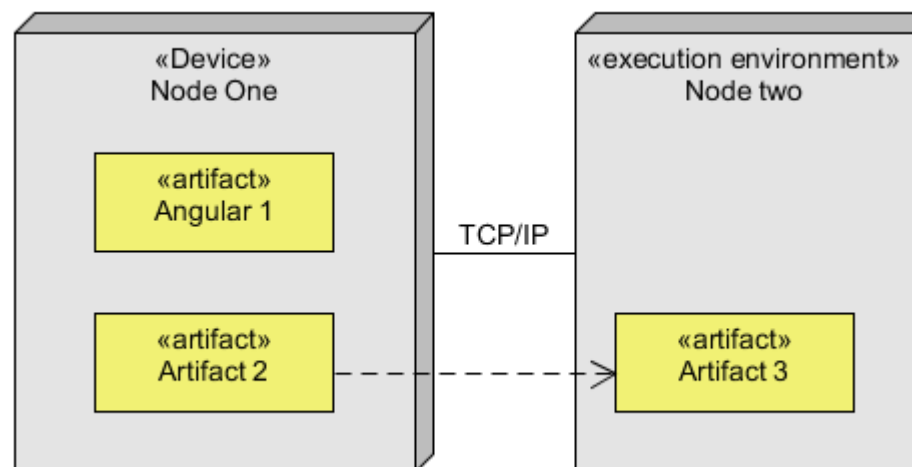 «Device»
Node One
«artifact»
Angular 1
«artifact»
Artifact 2
TCP/IP
«execution environment»
Node two
«artifact»
Artifact 3